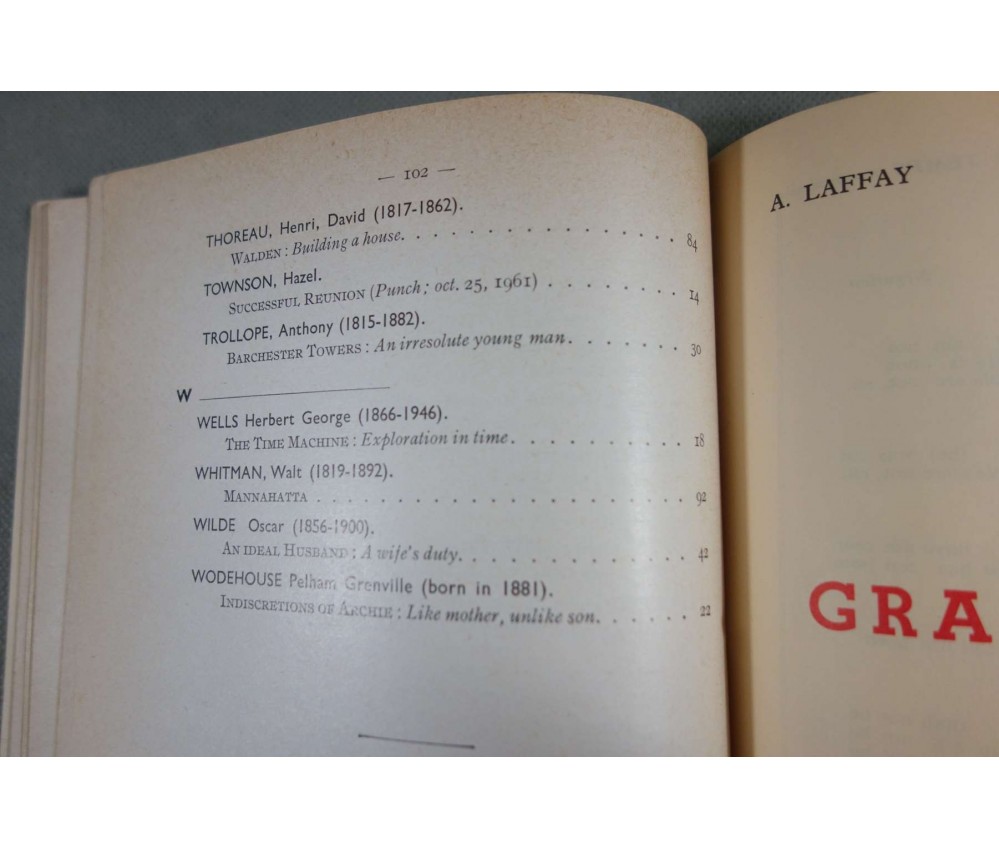 — 102 —
THOREAU, Henri, David (1817-1862).
WALDEN : Building a house. . . . . . . . . . . . . . . 84
TOWNSON, Hazel.
SUCCESSFUL REUNION (Punch ; oct. 25, 1961) . . . . . . . . 14
TROLLOPE, Anthony (1815-1882).
BARCHESTER TOWERS : An irresolute young man. . . . . . . 30
W
WELLS Herbert George (1866-1946).
THE TIME MACHINE : Exploration in time. . . . . . . . . . 18
WHITMAN, Walt (1819-1892).
MANNAHATTA . . . . . . . . . . . . . . . . . . . 92
WILDE Oscar (1856-1900).
AN IDEAL HUSBAND : A wife's duty. . . . . . . . . . . . . 42
WODEHOUSE Pelham Grenville (born in 1881).
INDISCRETIONS OF ARCHIE : Like mother, unlike son. . . . . . 22
A. LAFFAY
GRA